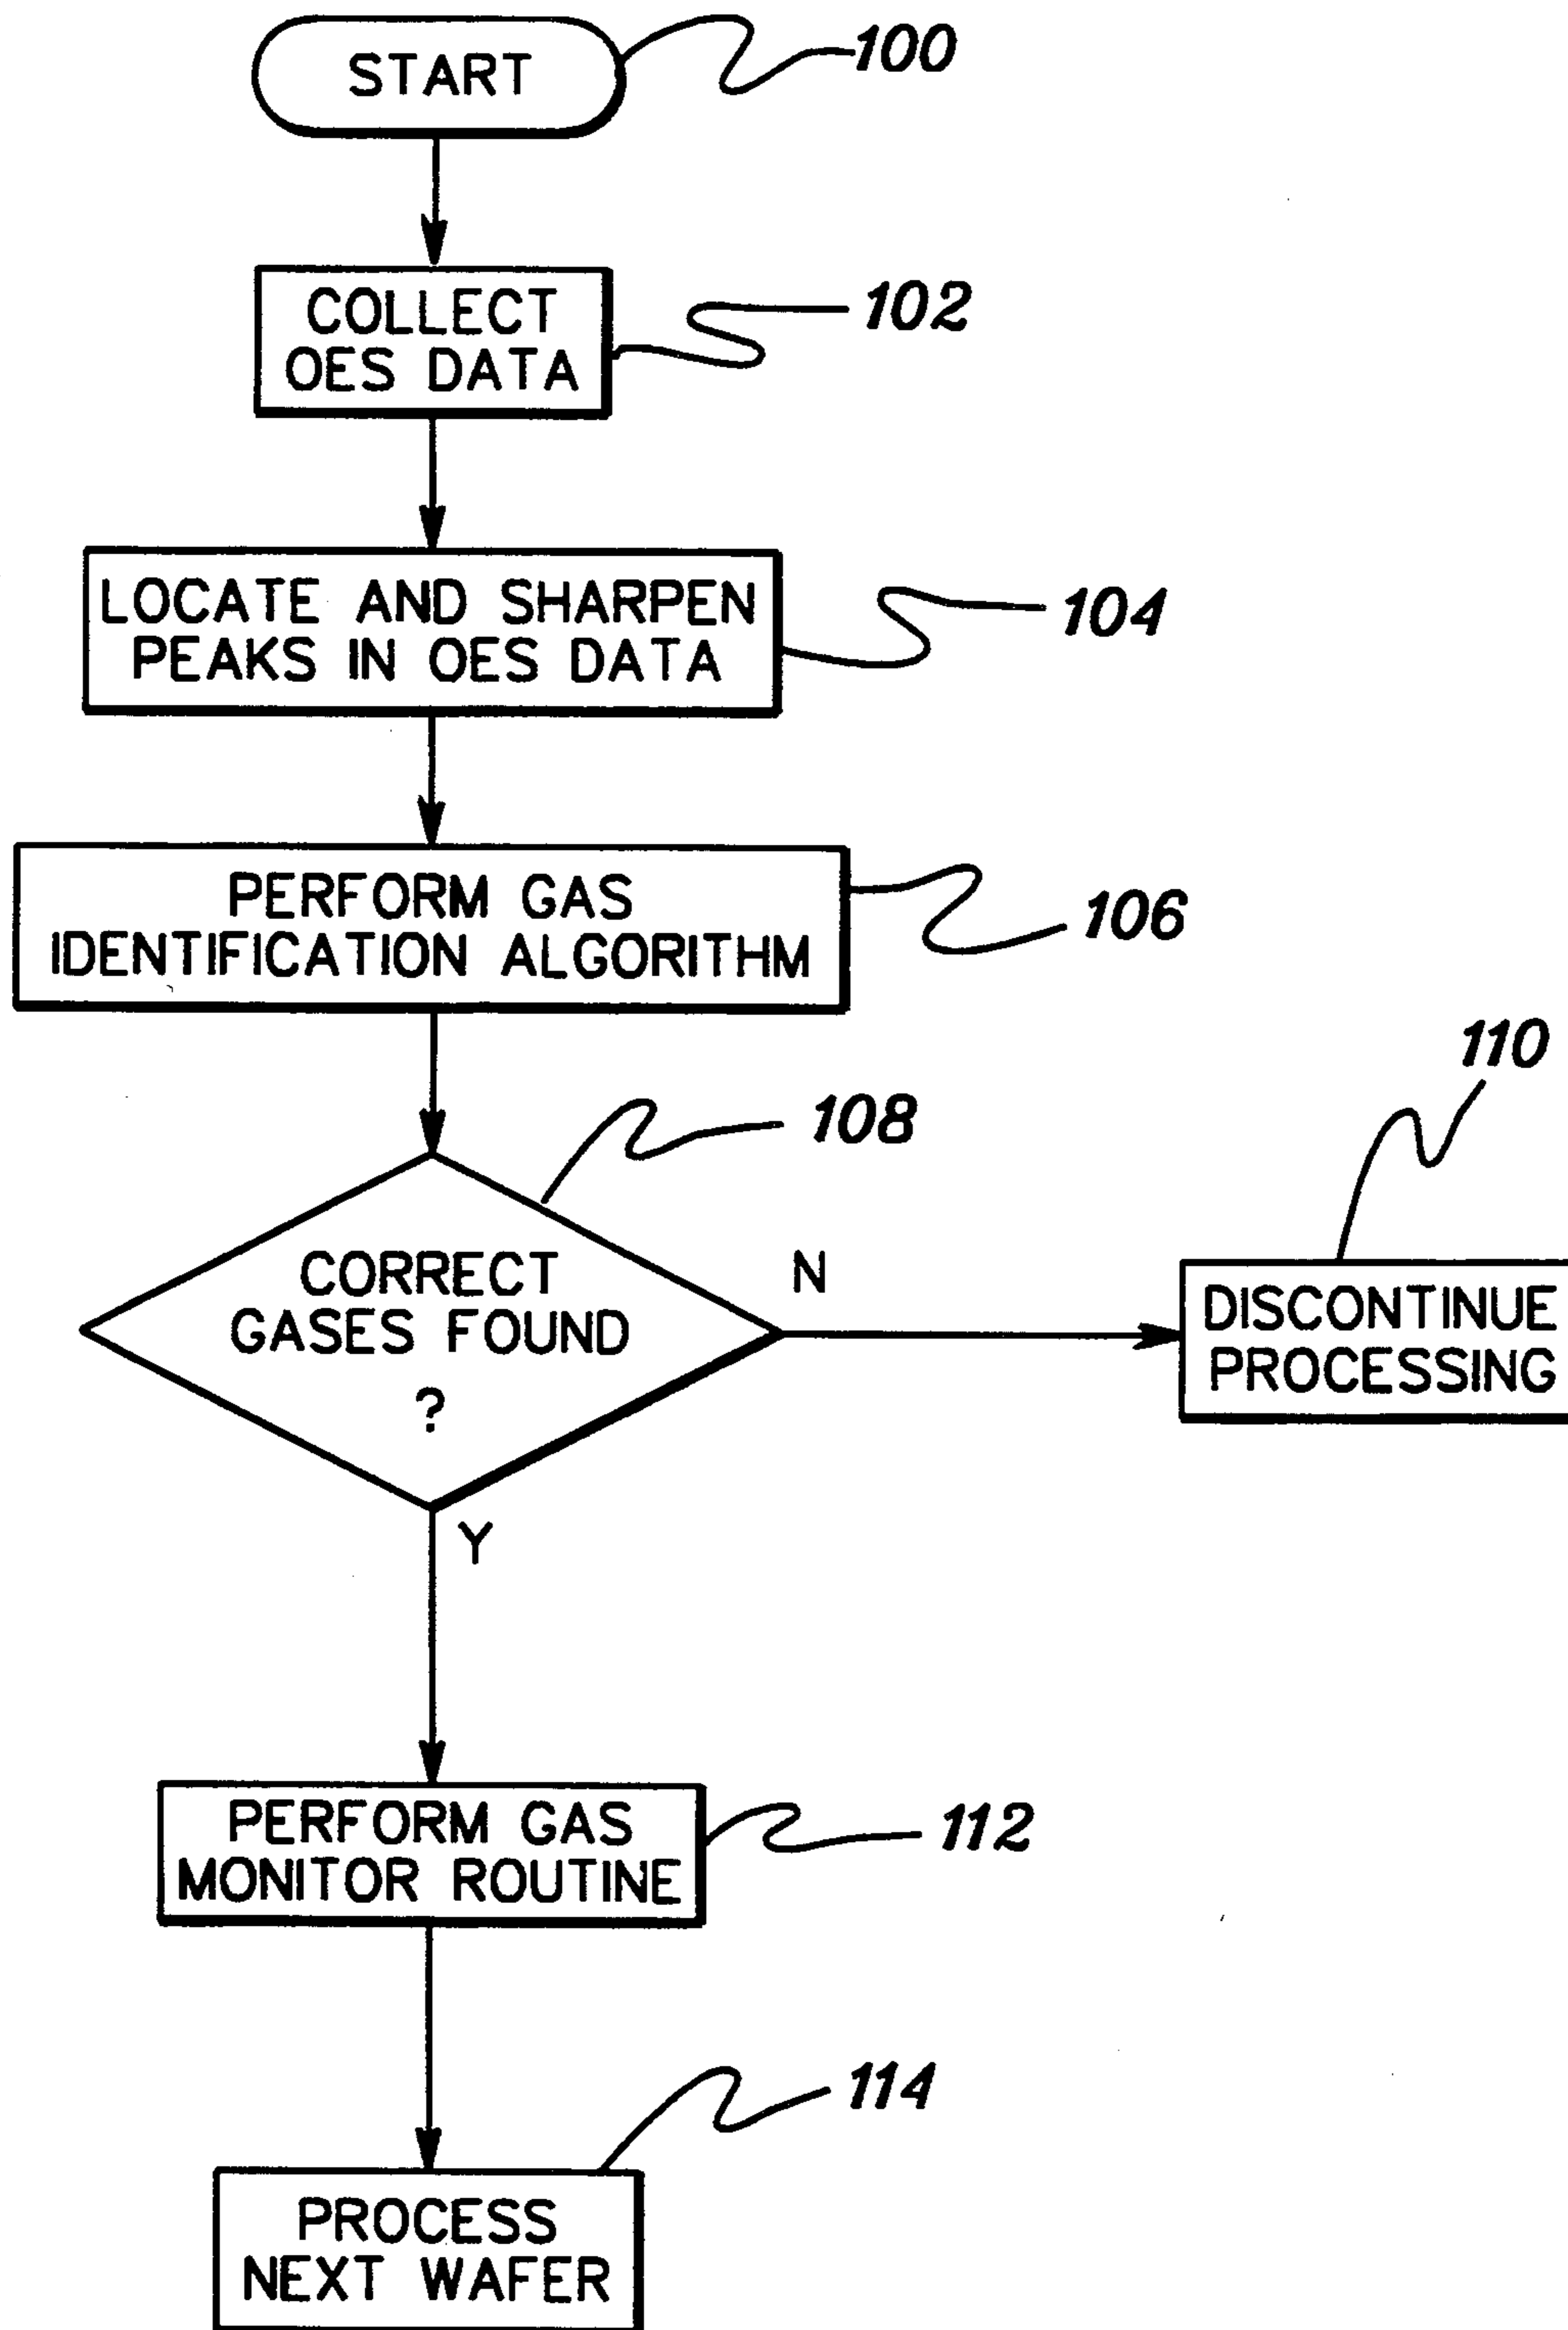 START
100
COLLECT
OES DATA
102
LOCATE AND SHARPEN
PEAKS IN OES DATA
104
PERFORM GAS
IDENTIFICATION ALGORITHM
106
CORRECT
GASES FOUND
?
108
N
110
DISCONTINUE
PROCESSING
Y
PERFORM GAS
MONITOR ROUTINE
112
PROCESS
NEXT WAFER
114